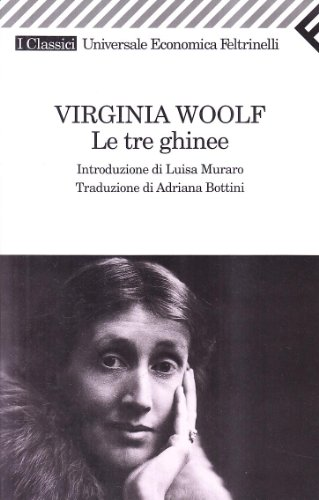 I Classici Universale Economica Feltrinelli
VIRGINIA WOOLF
Le tre ghinee
Introduzione di Luisa Muraro
Traduzione di Adriana Bottini